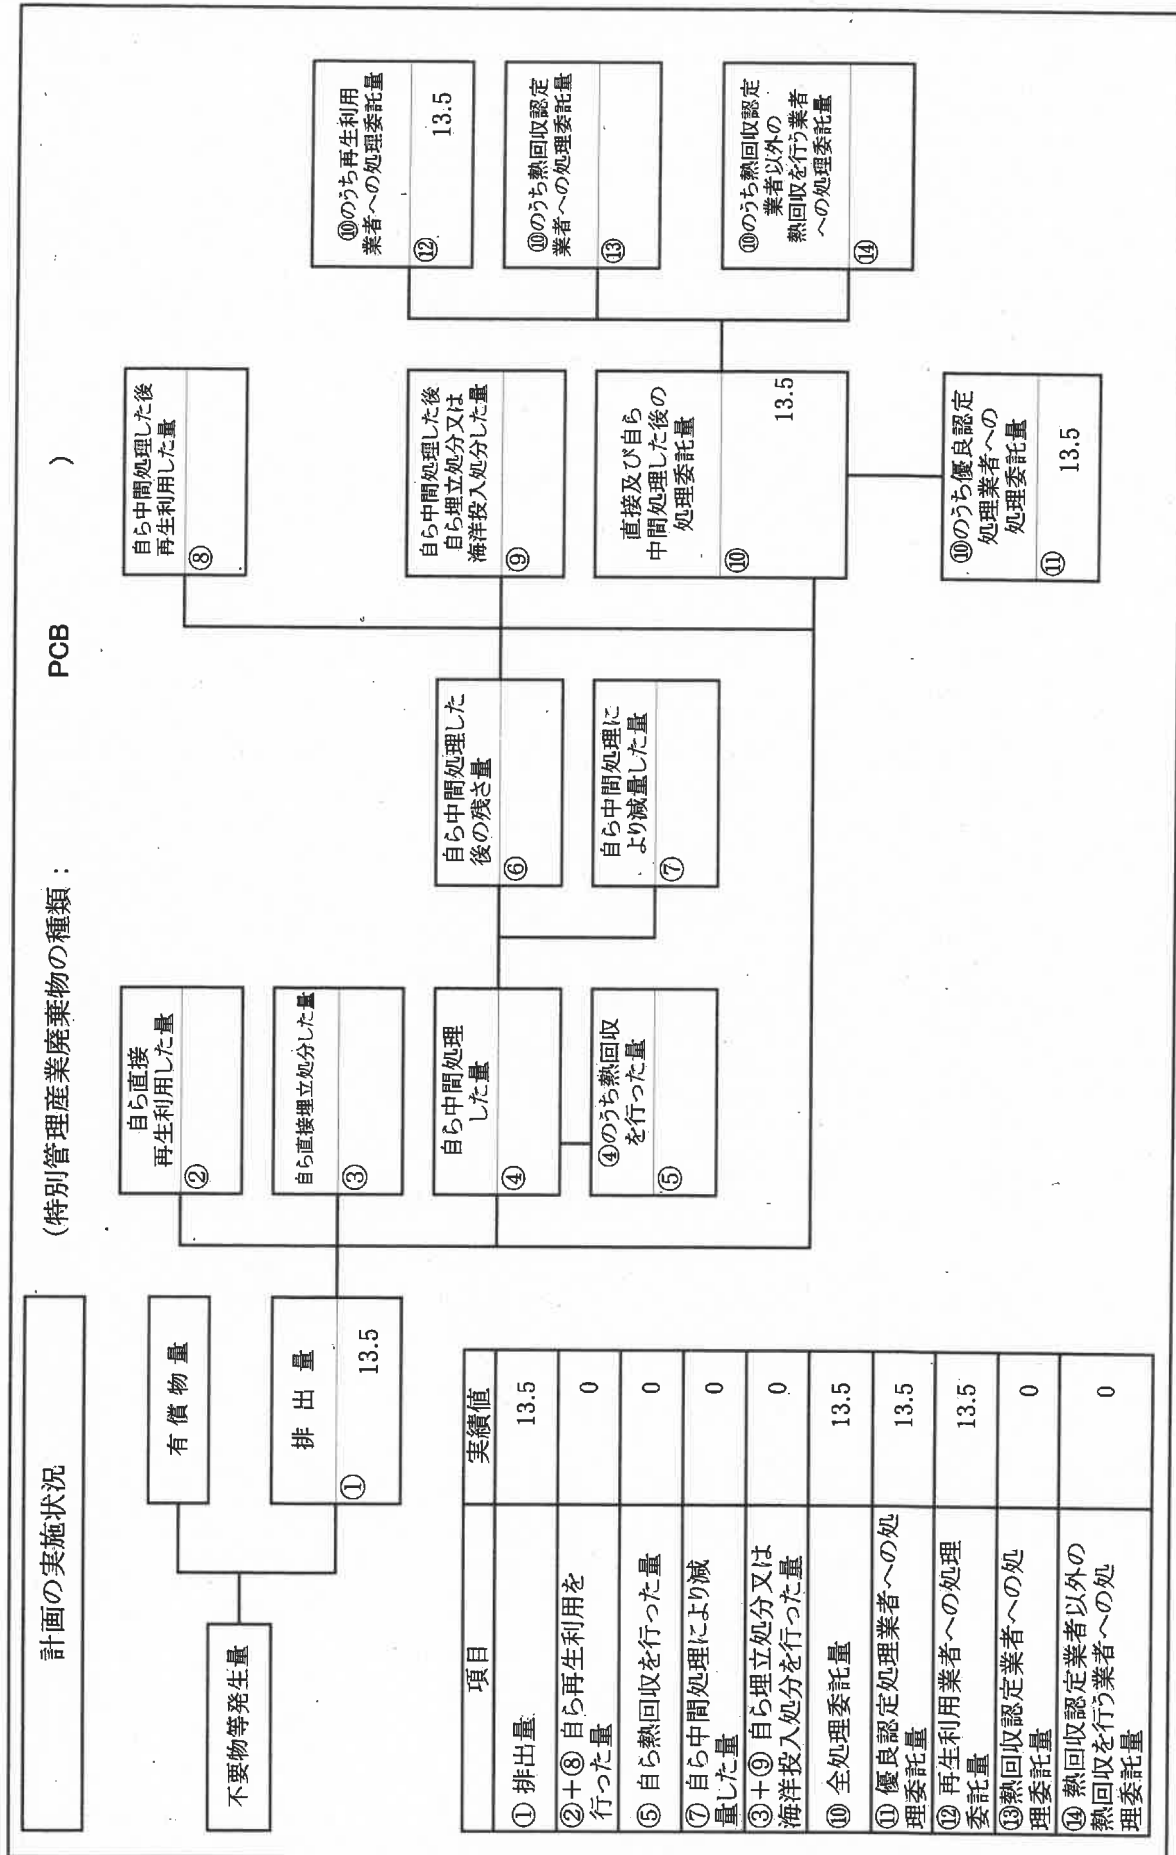 計画の実施状況
(特別管理産業廃棄物の種類： PCB )
不要物等発生量
有償物量
排出量
① 13.5
自ら直接
再生利用した量
②
自ら直接埋立処分した量
③
自ら中間処理
した量
④
④のうち熱回収
を行った量
⑤
自ら中間処理した
後の残さ量
⑥
自ら中間処理に
より減量した量
⑦
自ら中間処理した後
再生利用した量
⑧
自ら中間処理した後
自ら埋立処分又は
海洋投入処分した量
⑨
直接及び自ら
中間処理した後の
処理委託量
⑩ 13.5
⑩のうち優良認定
処理業者への
処理委託量
⑪ 13.5
⑩のうち再生利用
業者への処理委託量
⑫ 13.5
⑩のうち熱回収認定
業者への処理委託量
⑬
⑩のうち熱回収認定
業者以外の
熱回収を行う業者
への処理委託量
⑭
項目 実績値
① 排出量 13.5
②＋⑧ 自ら再生利用を
行った量 0
⑤ 自ら熱回収を行った量 0
⑦ 自ら中間処理により減
量した量 0
③＋⑨ 自ら埋立処分又は
海洋投入処分を行った量 0
⑩ 全処理委託量 13.5
⑪ 優良認定処理業者への処
理委託量 13.5
⑫ 再生利用業者への処理
委託量 13.5
⑬熱回収認定業者への処
理委託量 0
⑭ 熱回収認定業者以外の
熱回収を行う業者への処
理委託量 0